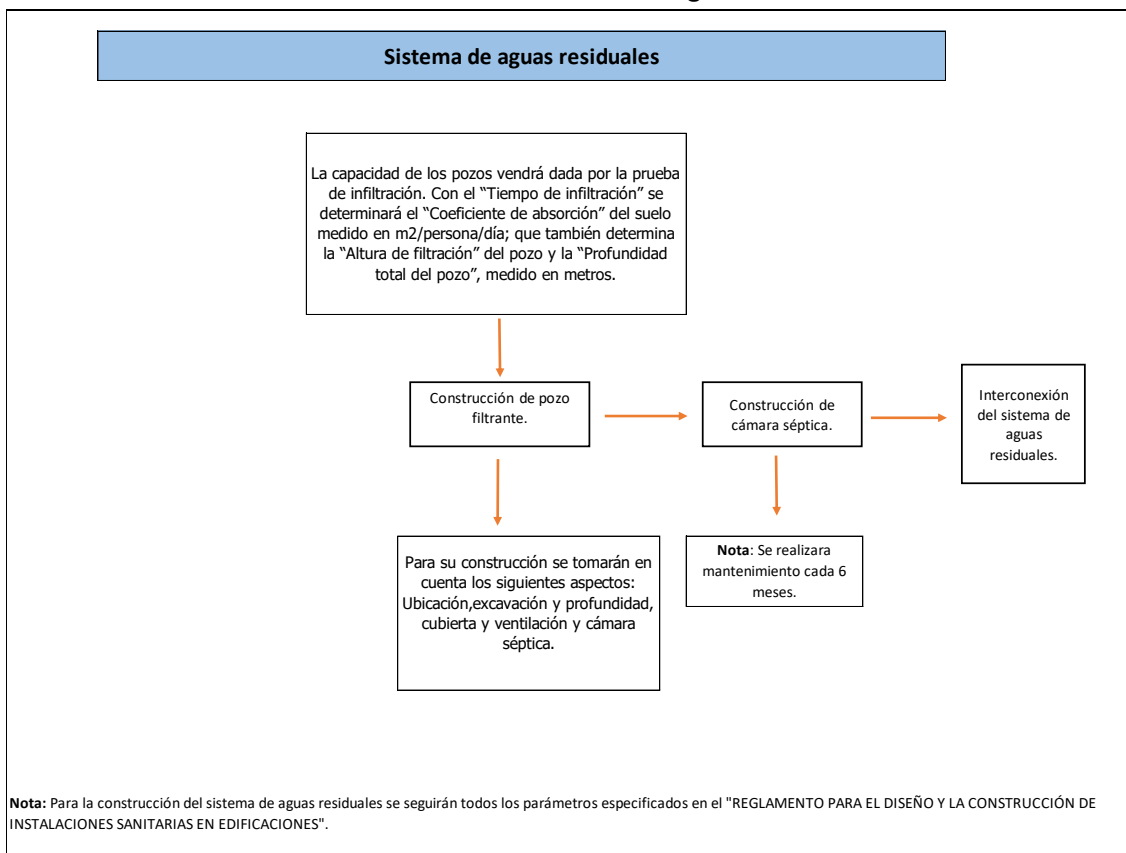 Sistema de aguas residuales
La capacidad de los pozos vendrá dada por la prueba
de infiltración. Con el “Tiempo de infiltración” se
determinará el “Coeficiente de absorción” del suelo
medido en m2/persona/día; que también determina
la “Altura de filtración” del pozo y la “Profundidad
total del pozo”, medido en metros.
Construcción de pozo
filtrante.
Construcción de
cámara séptica.
Interconexión
del sistema de
aguas
residuales.
Para su construcción se tomarán en
cuenta los siguientes aspectos:
Ubicación,excavación y profundidad,
cubierta y ventilación y cámara
séptica.
Nota: Se realizara
mantenimiento cada 6
meses.
Nota: Para la construcción del sistema de aguas residuales se seguirán todos los parámetros especificados en el "REGLAMENTO PARA EL DISEÑO Y LA CONSTRUCCIÓN DE
INSTALACIONES SANITARIAS EN EDIFICACIONES".